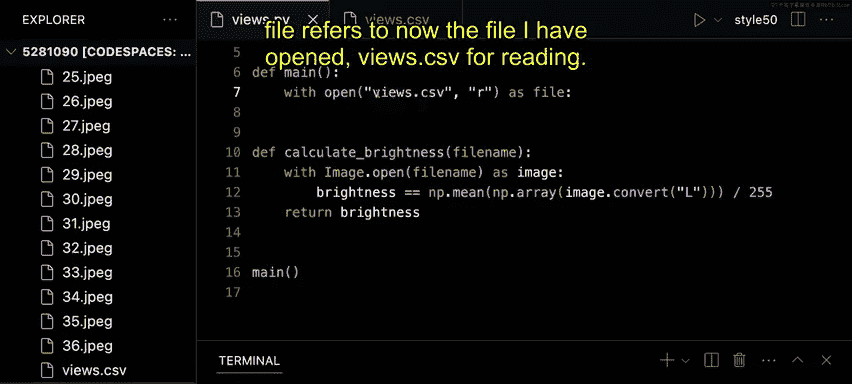 EXPLORER ...
views.py views.csv style50 ...
file refers to now the file I have
opened, views.csv for reading.
5281090 [CODESPACES: ...
25.jpeg
26.jpeg
27.jpeg
28.jpeg
29.jpeg
30.jpeg
31.jpeg
32.jpeg
33.jpeg
34.jpeg
35.jpeg
36.jpeg
views.csv
5
6 def main():
7 with open("views.csv", "r") as file:
8
9
10 def calculate_brightness(filename):
11 with Image.open(filename) as image:
12 brightness == np.mean(np.array(image.convert("L"))) / 255
13 return brightness
14
15
16 main()
17
TERMINAL ...